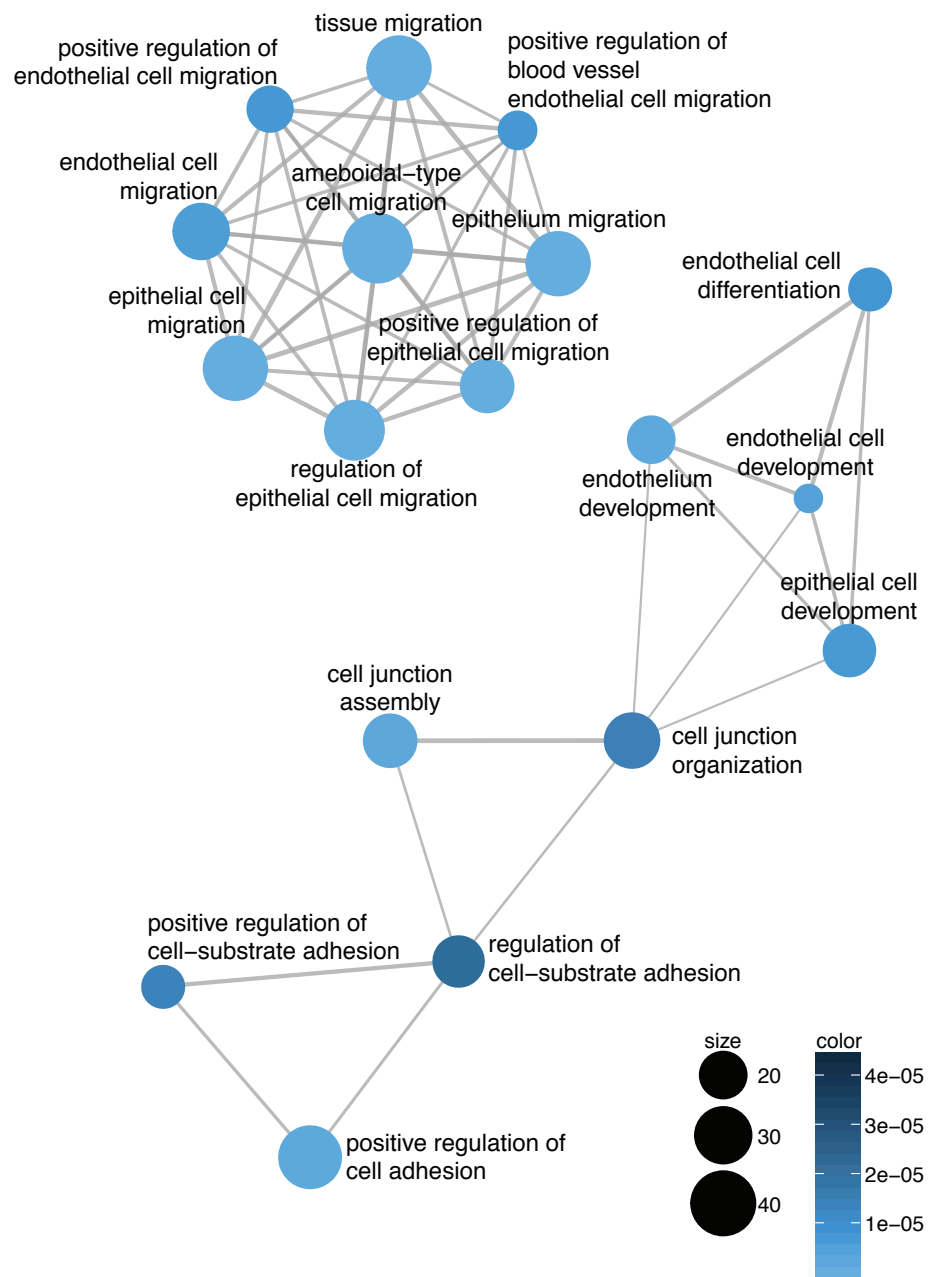 tissue migration
positive regulation of
endothelial cell migration
positive regulation of
blood vessel
endothelial cell migration
endothelial cell
migration
ameboidal−type
cell migration
epithelium migration
endothelial cell
differentiation
epithelial cell
migration
positive regulation of
epithelial cell migration
endothelial cell
development
endothelium
development
regulation of
epithelial cell migration
epithelial cell
development
cell junction
assembly
cell junction
organization
positive regulation of
cell−substrate adhesion
regulation of
cell−substrate adhesion
positive regulation of
cell adhesion
size
20
30
40
color
4e−05
3e−05
2e−05
1e−05